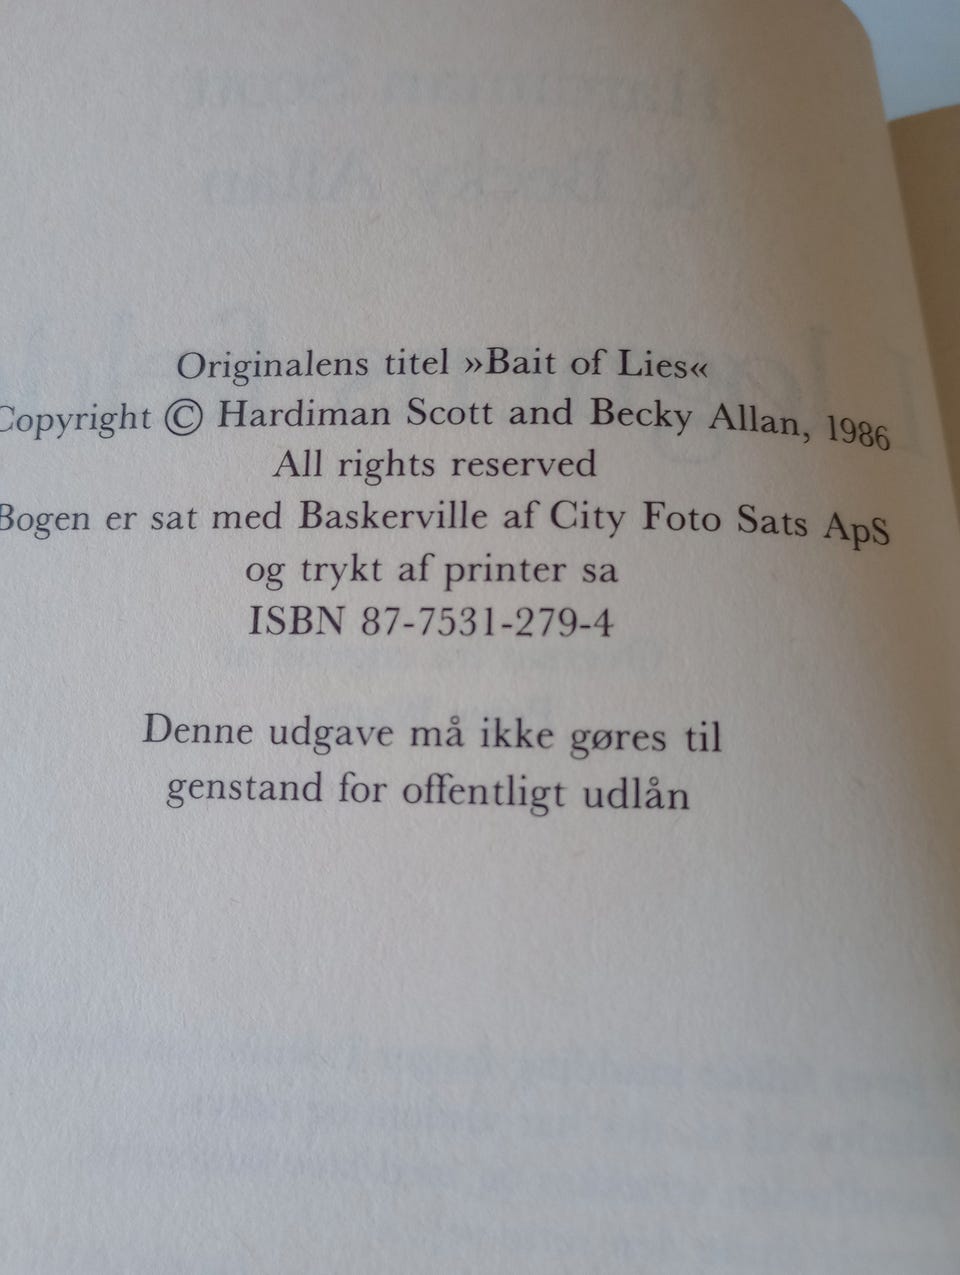 Originalens titel »Bait of Lies«
Copyright © Hardiman Scott and Becky Allan, 1986
All rights reserved
Bogen er sat med Baskerville af City Foto Sats ApS
og trykt af printer sa
ISBN 87-7531-279-4
Denne udgave må ikke gøres til
genstand for offentligt udlån